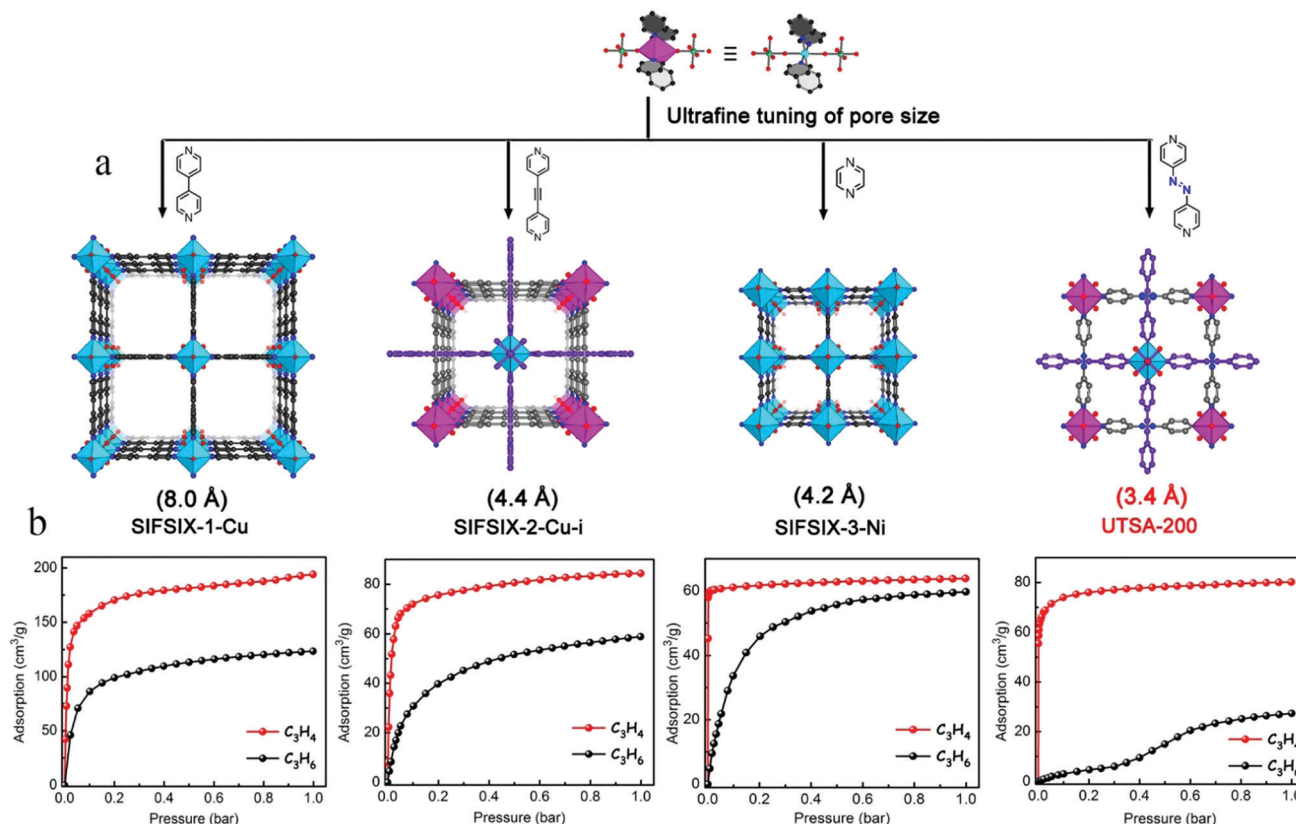 ≡
Ultrafine tuning of pore size
a
N
N
N
N
N
N
N
N
N
N
(8.0 Å)
(4.4 Å)
(4.2 Å)
(3.4 Å)
SIFSIX-1-Cu
SIFSIX-2-Cu-i
SIFSIX-3-Ni
UTSA-200
b
Adsorption (cm³/g)
200
150
100
50
0
C₃H₄
C₃H₆
0.0 0.2 0.4 0.6 0.8 1.0
Pressure (bar)
Adsorption (cm³/g)
80
60
40
20
0
C₃H₄
C₃H₆
0.0 0.2 0.4 0.6 0.8 1.0
Pressure (bar)
Adsorption (cm³/g)
60
40
20
0
C₃H₄
C₃H₆
0.0 0.2 0.4 0.6 0.8 1.0
Pressure (bar)
Adsorption (cm³/g)
80
60
40
20
0
0.0 0.2 0.4 0.6 0.8 1.0
Pressure (bar)